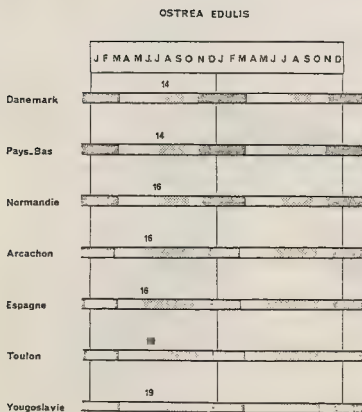 OSTREA EDULIS
J F M A M J J A S O N D J F M A M J J A S O N D
14
Danemark
14
Pays_Bas
16
Normandie
16
Arcachon
16
Espagne
Toulon
19
Yougoslavie